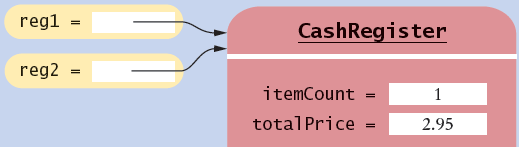 reg1 =
reg2 =
CashRegister
itemCount = 1
totalPrice = 2.95